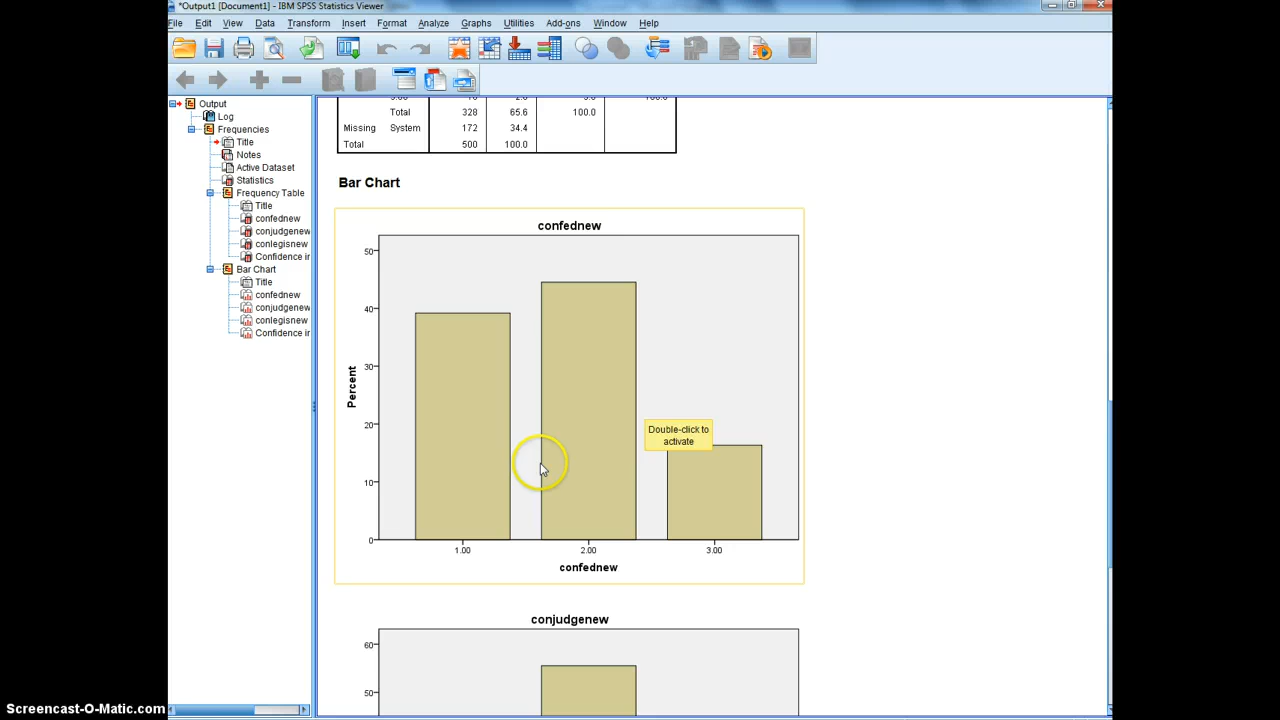 *Output1 [Document1] - IBM SPSS Statistics Viewer
File Edit View Data Transform Insert Format Analyze Graphs Utilities Add-ons Window Help
Output
Log
Frequencies
Title
Notes
Active Dataset
Statistics
Frequency Table
Title
confednew
conjudgenew
conlegisnew
Confidence in
Bar Chart
Title
confednew
conjudgenew
conlegisnew
Confidence in
Total 328 65.6 100.0
Missing System 172 34.4
Total 500 100.0
Bar Chart
confednew
50
40
30
20
10
0
Percent
Double-click to
activate
1.00 2.00 3.00
confednew
conjudgenew
60
50
Screencast-O-Matic.com